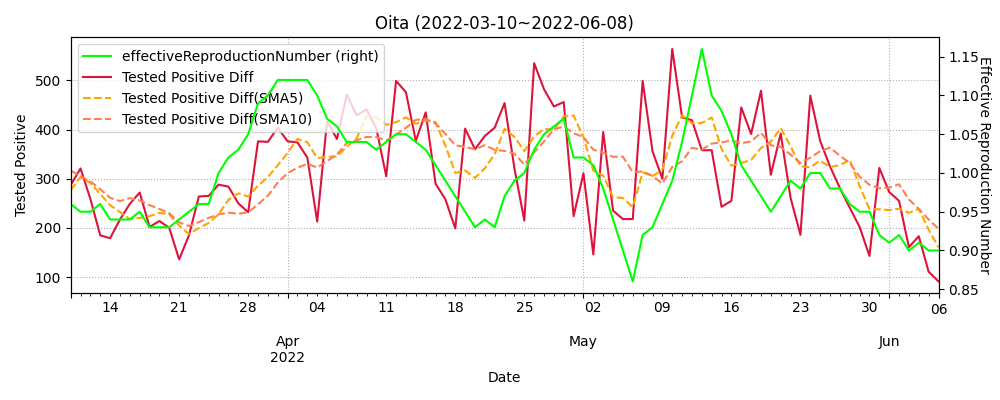 Oita (2022-03-10~2022-06-08)
effectiveReproductionNumber (right)
Tested Positive Diff
Tested Positive Diff(SMA5)
Tested Positive Diff(SMA10)
Tested Positive
500
400
300
200
100
1.15
1.10
1.05
1.00
0.95
0.90
0.85
Effective Reproduction Number
14 21 28 04 11 18 25 02 09 16 23 30 06
Apr May Jun
2022
Date